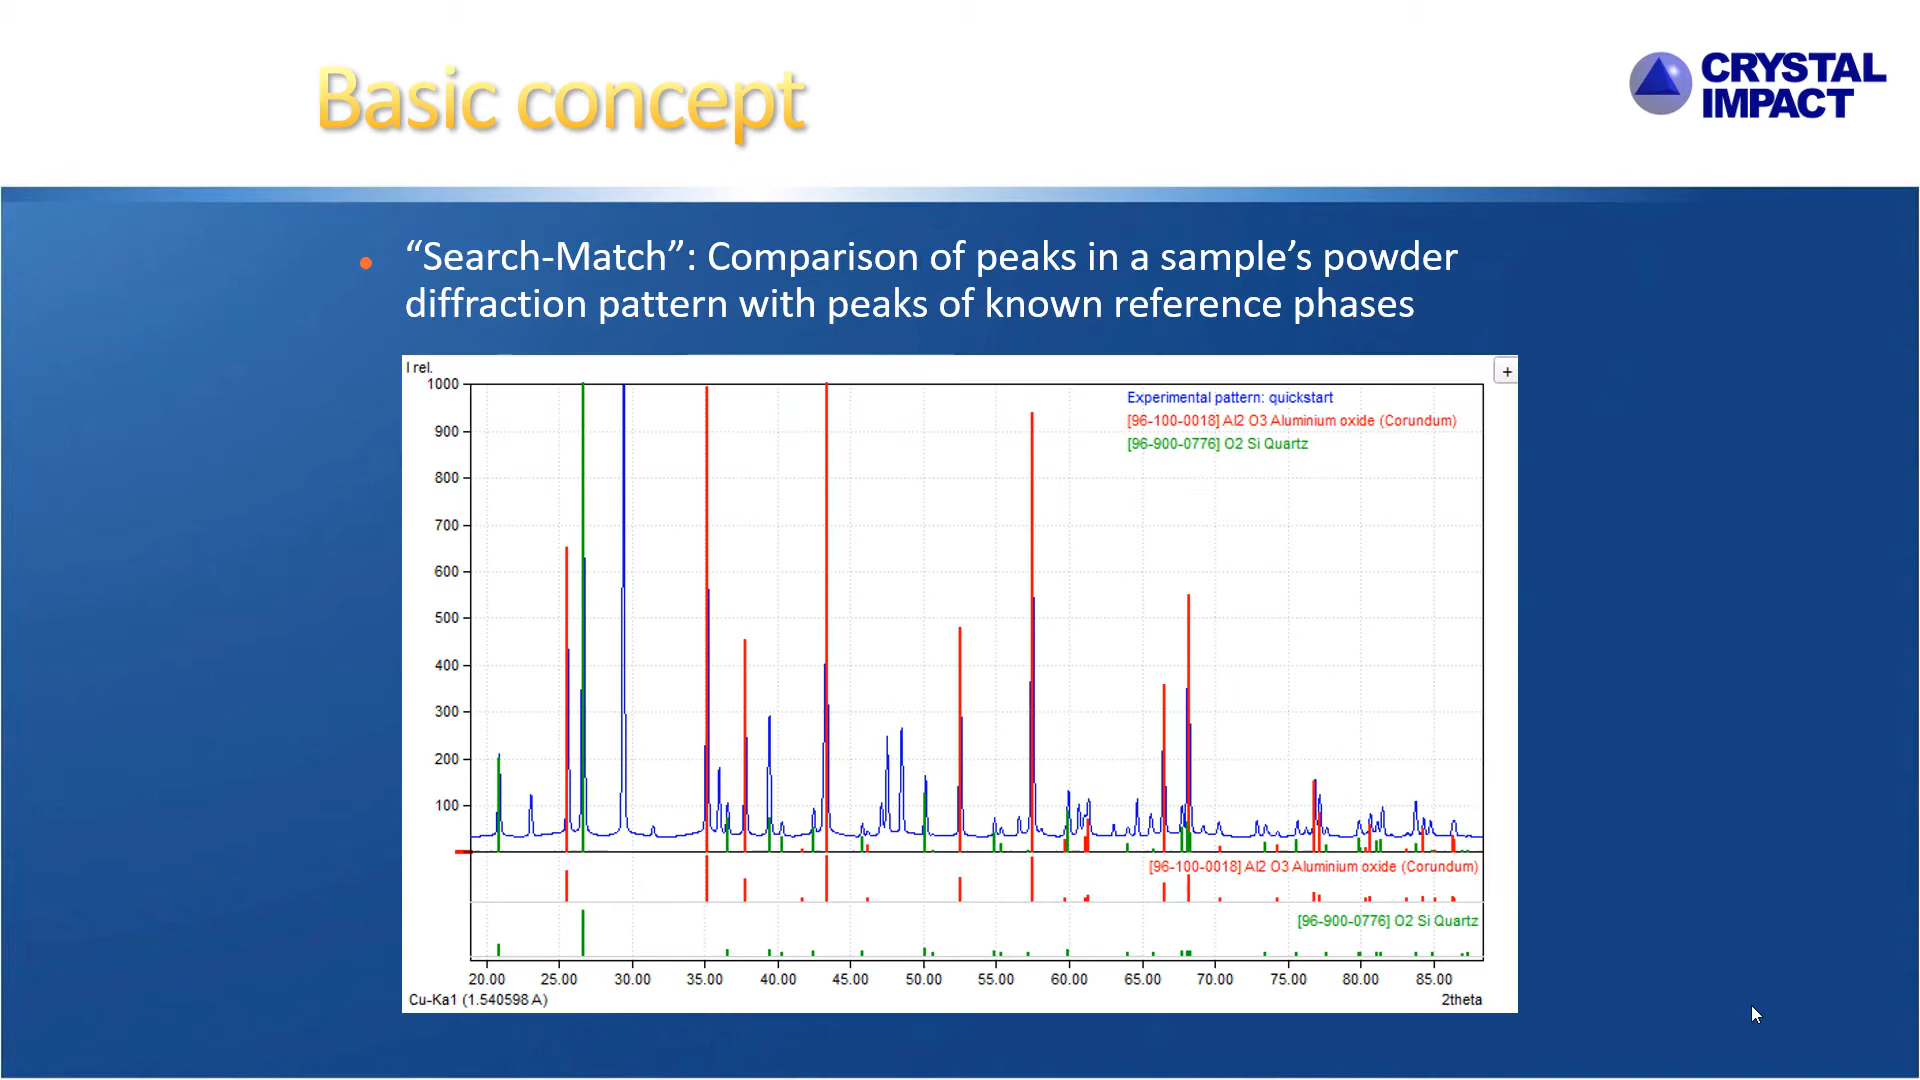 Basic concept
CRYSTAL
IMPACT
“Search-Match”: Comparison of peaks in a sample’s powder
diffraction pattern with peaks of known reference phases
I rel.
+
1000
900
800
700
600
500
400
300
200
100
Experimental pattern: quickstart
[96-100-0018] Al2 O3 Aluminium oxide (Corundum)
[96-900-0776] O2 Si Quartz
[96-100-0018] Al2 O3 Aluminium oxide (Corundum)
[96-900-0776] O2 Si Quartz
20.00 25.00 30.00 35.00 40.00 45.00 50.00 55.00 60.00 65.00 70.00 75.00 80.00 85.00
Cu-Ka1 (1.540598 A) 2theta